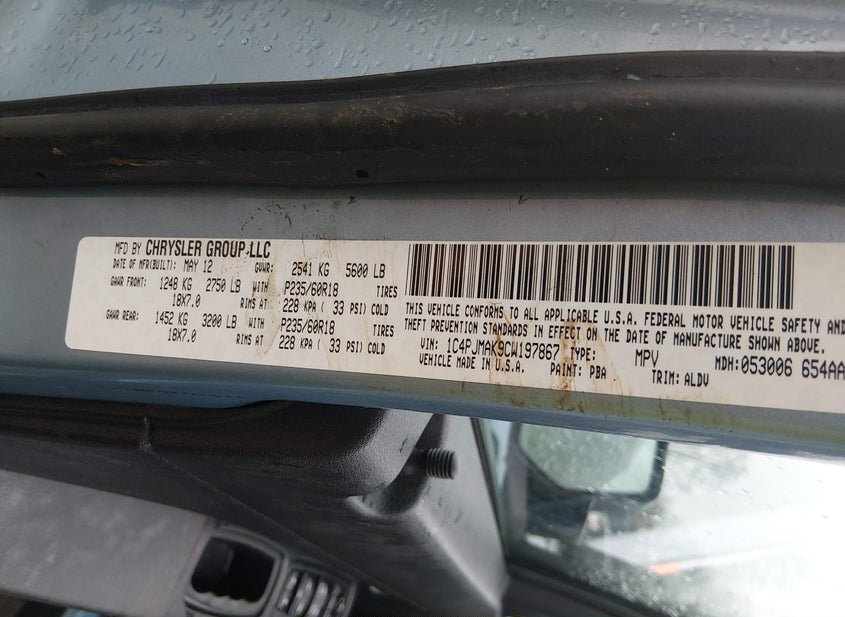 MFD BY CHRYSLER GROUP LLC
DATE OF MFR(BUILT): MAY 12 GVWR: 2541 KG 5600 LB
GAWR FRONT: 1248 KG 2750 LB WITH P235/60R18 TIRES
18X7.0 RIMS AT 228 KPA ( 33 PSI) COLD
GAWR REAR: 1452 KG 3200 LB WITH P235/60R18 TIRES
18X7.0 RIMS AT 228 KPA ( 33 PSI) COLD
THIS VEHICLE CONFORMS TO ALL APPLICABLE U.S.A. FEDERAL MOTOR VEHICLE SAFETY AND
THEFT PREVENTION STANDARDS IN EFFECT ON THE DATE OF MANUFACTURE SHOWN ABOVE.
VIN: 1C4PJMAK9CW197867 TYPE: MPV MDH: 053006 654AA
VEHICLE MADE IN U.S.A. PAINT: PBA TRIM: ALDV